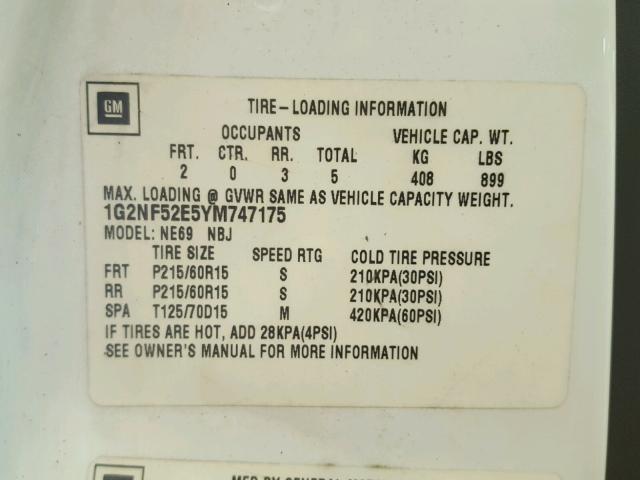 GM
TIRE-LOADING INFORMATION
OCCUPANTS VEHICLE CAP. WT.
FRT. CTR. RR. TOTAL KG LBS
2 0 3 5 408 899
MAX. LOADING @ GVWR SAME AS VEHICLE CAPACITY WEIGHT.
1G2NF52E5YM747175
MODEL: NE69 NBJ
TIRE SIZE SPEED RTG COLD TIRE PRESSURE
FRT P215/60R15 S 210KPA(30PSI)
RR P215/60R15 S 210KPA(30PSI)
SPA T125/70D15 M 420KPA(60PSI)
IF TIRES ARE HOT, ADD 28KPA(4PSI)
SEE OWNER'S MANUAL FOR MORE INFORMATION